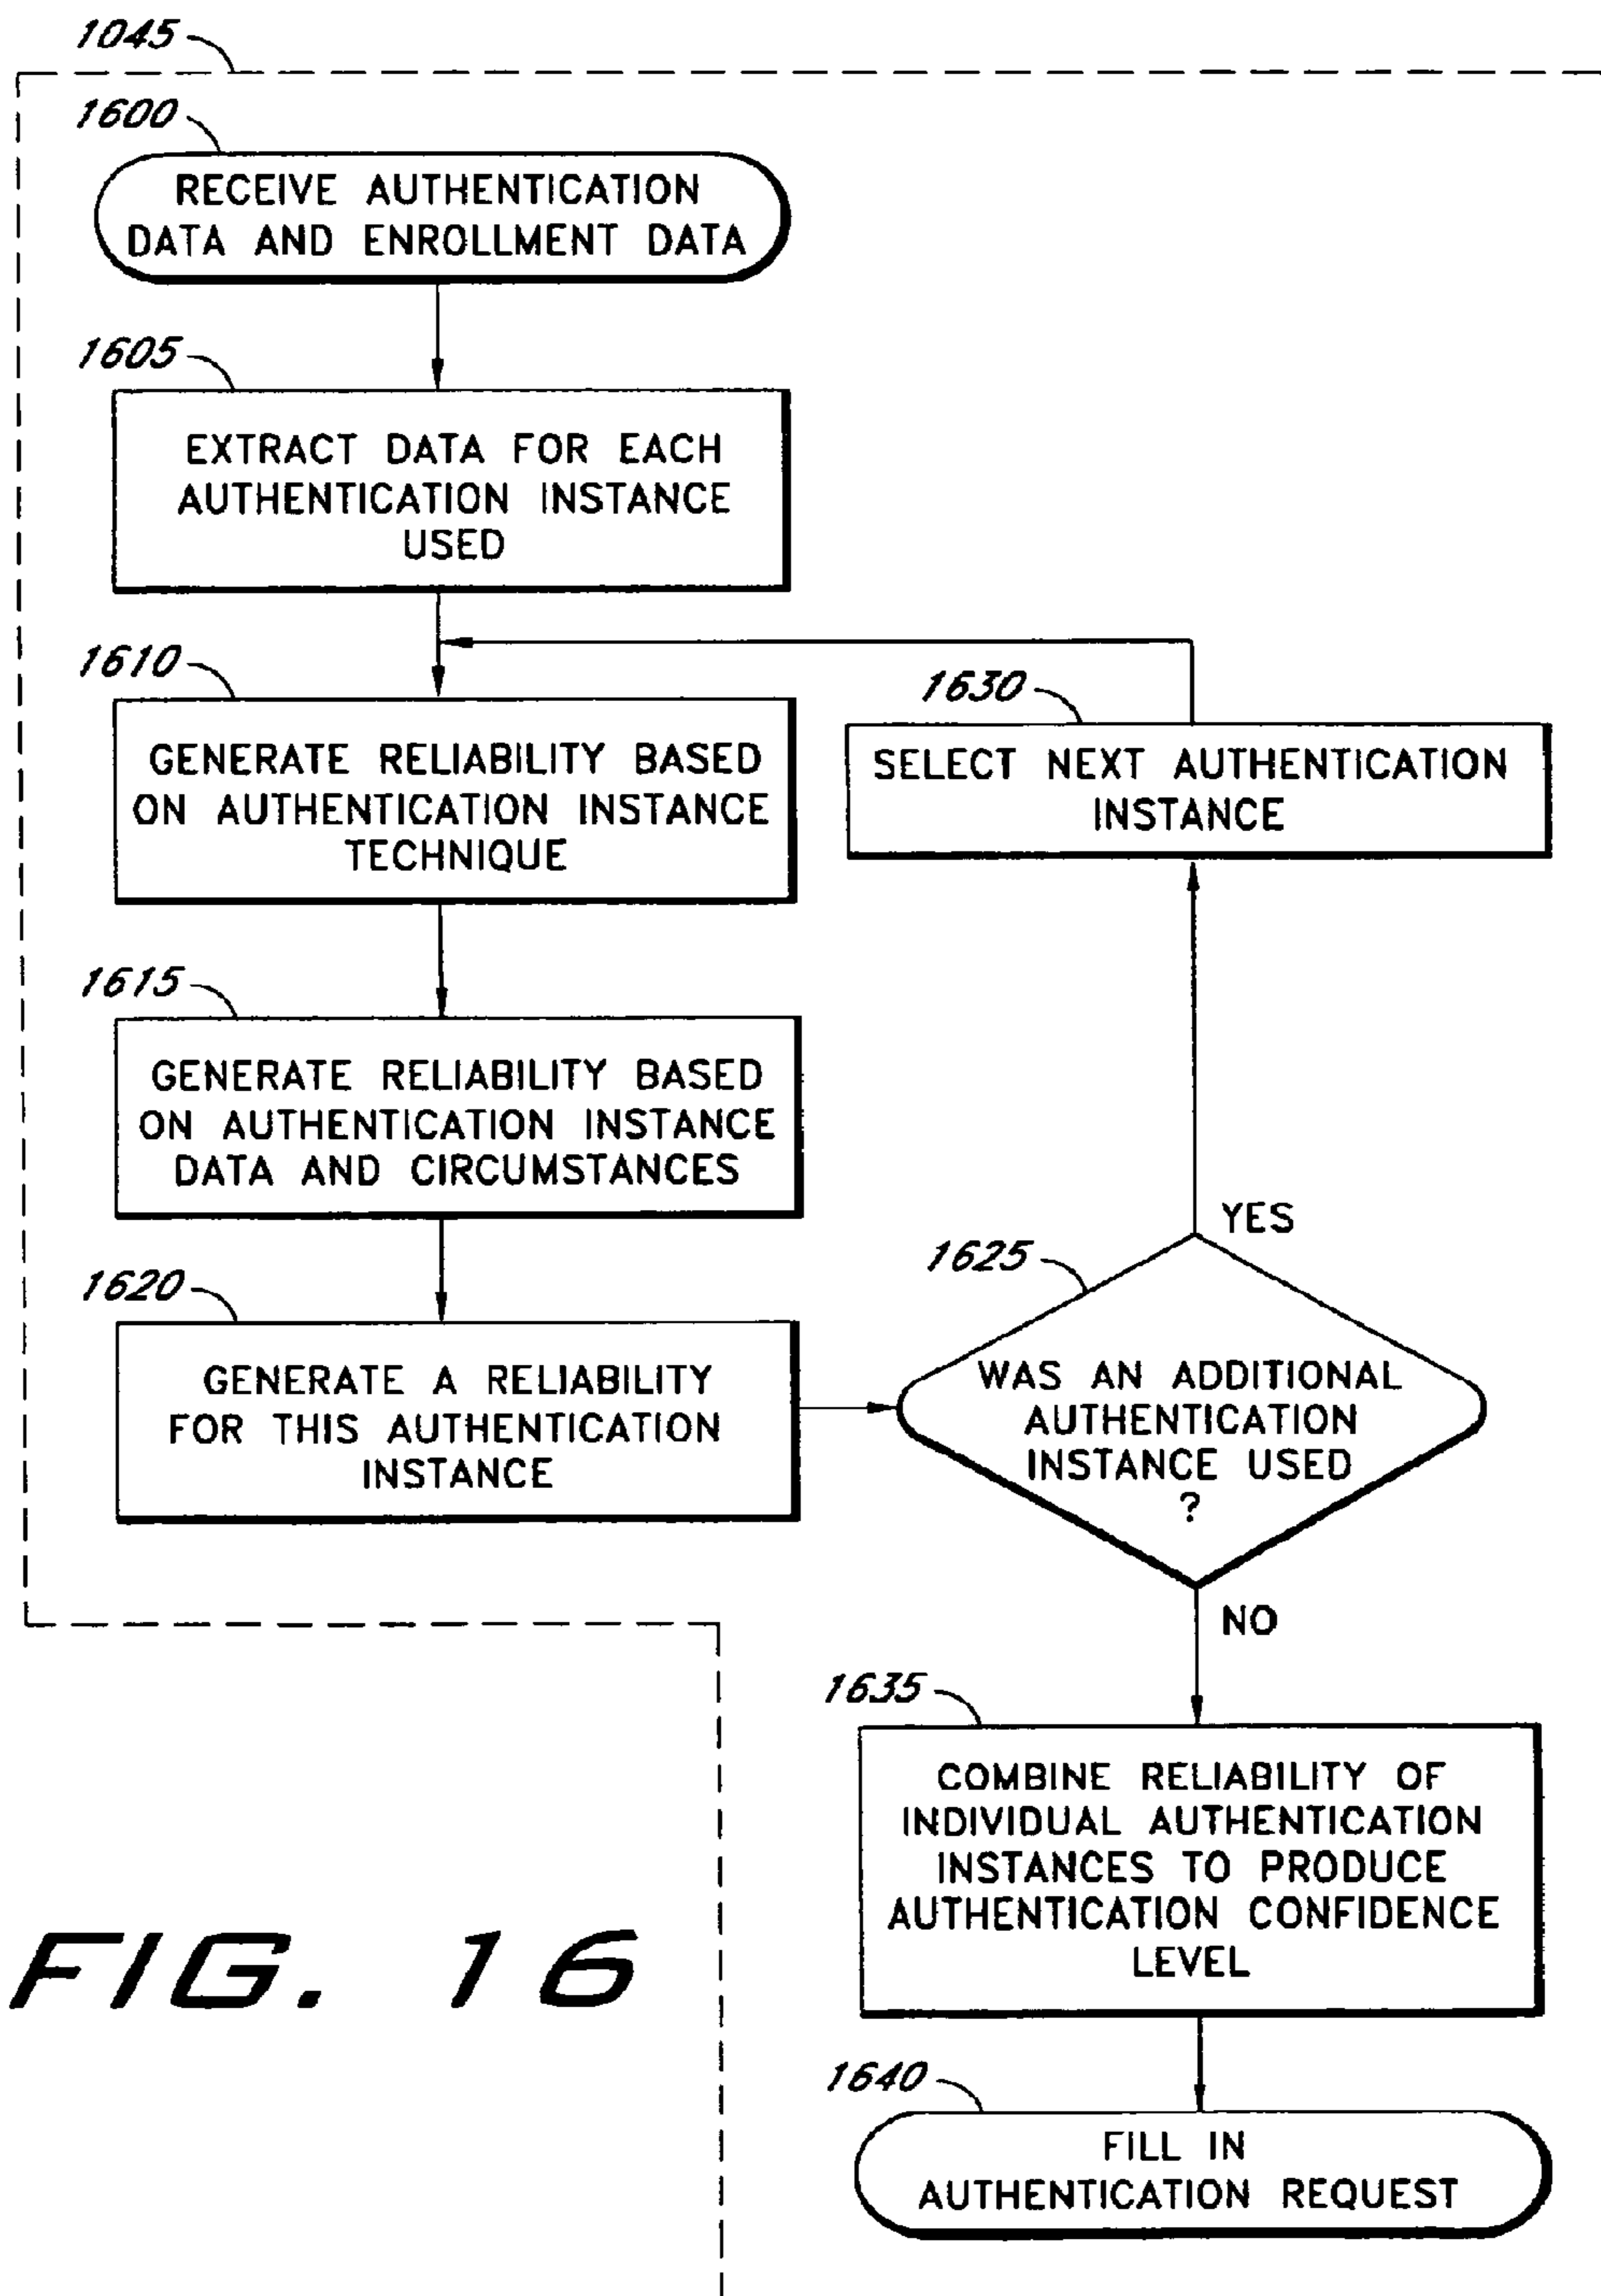 1045
1600
RECEIVE AUTHENTICATION
DATA AND ENROLLMENT DATA
1605
EXTRACT DATA FOR EACH
AUTHENTICATION INSTANCE
USED
1610
GENERATE RELIABILITY BASED
ON AUTHENTICATION INSTANCE
TECHNIQUE
1630
SELECT NEXT AUTHENTICATION
INSTANCE
1615
GENERATE RELIABILITY BASED
ON AUTHENTICATION INSTANCE
DATA AND CIRCUMSTANCES
1620
GENERATE A RELIABILITY
FOR THIS AUTHENTICATION
INSTANCE
YES
1625
WAS AN ADDITIONAL
AUTHENTICATION
INSTANCE USED
?
NO
1635
COMBINE RELIABILITY OF
INDIVIDUAL AUTHENTICATION
INSTANCES TO PRODUCE
AUTHENTICATION CONFIDENCE
LEVEL
1640
FILL IN
AUTHENTICATION REQUEST
FIG. 16